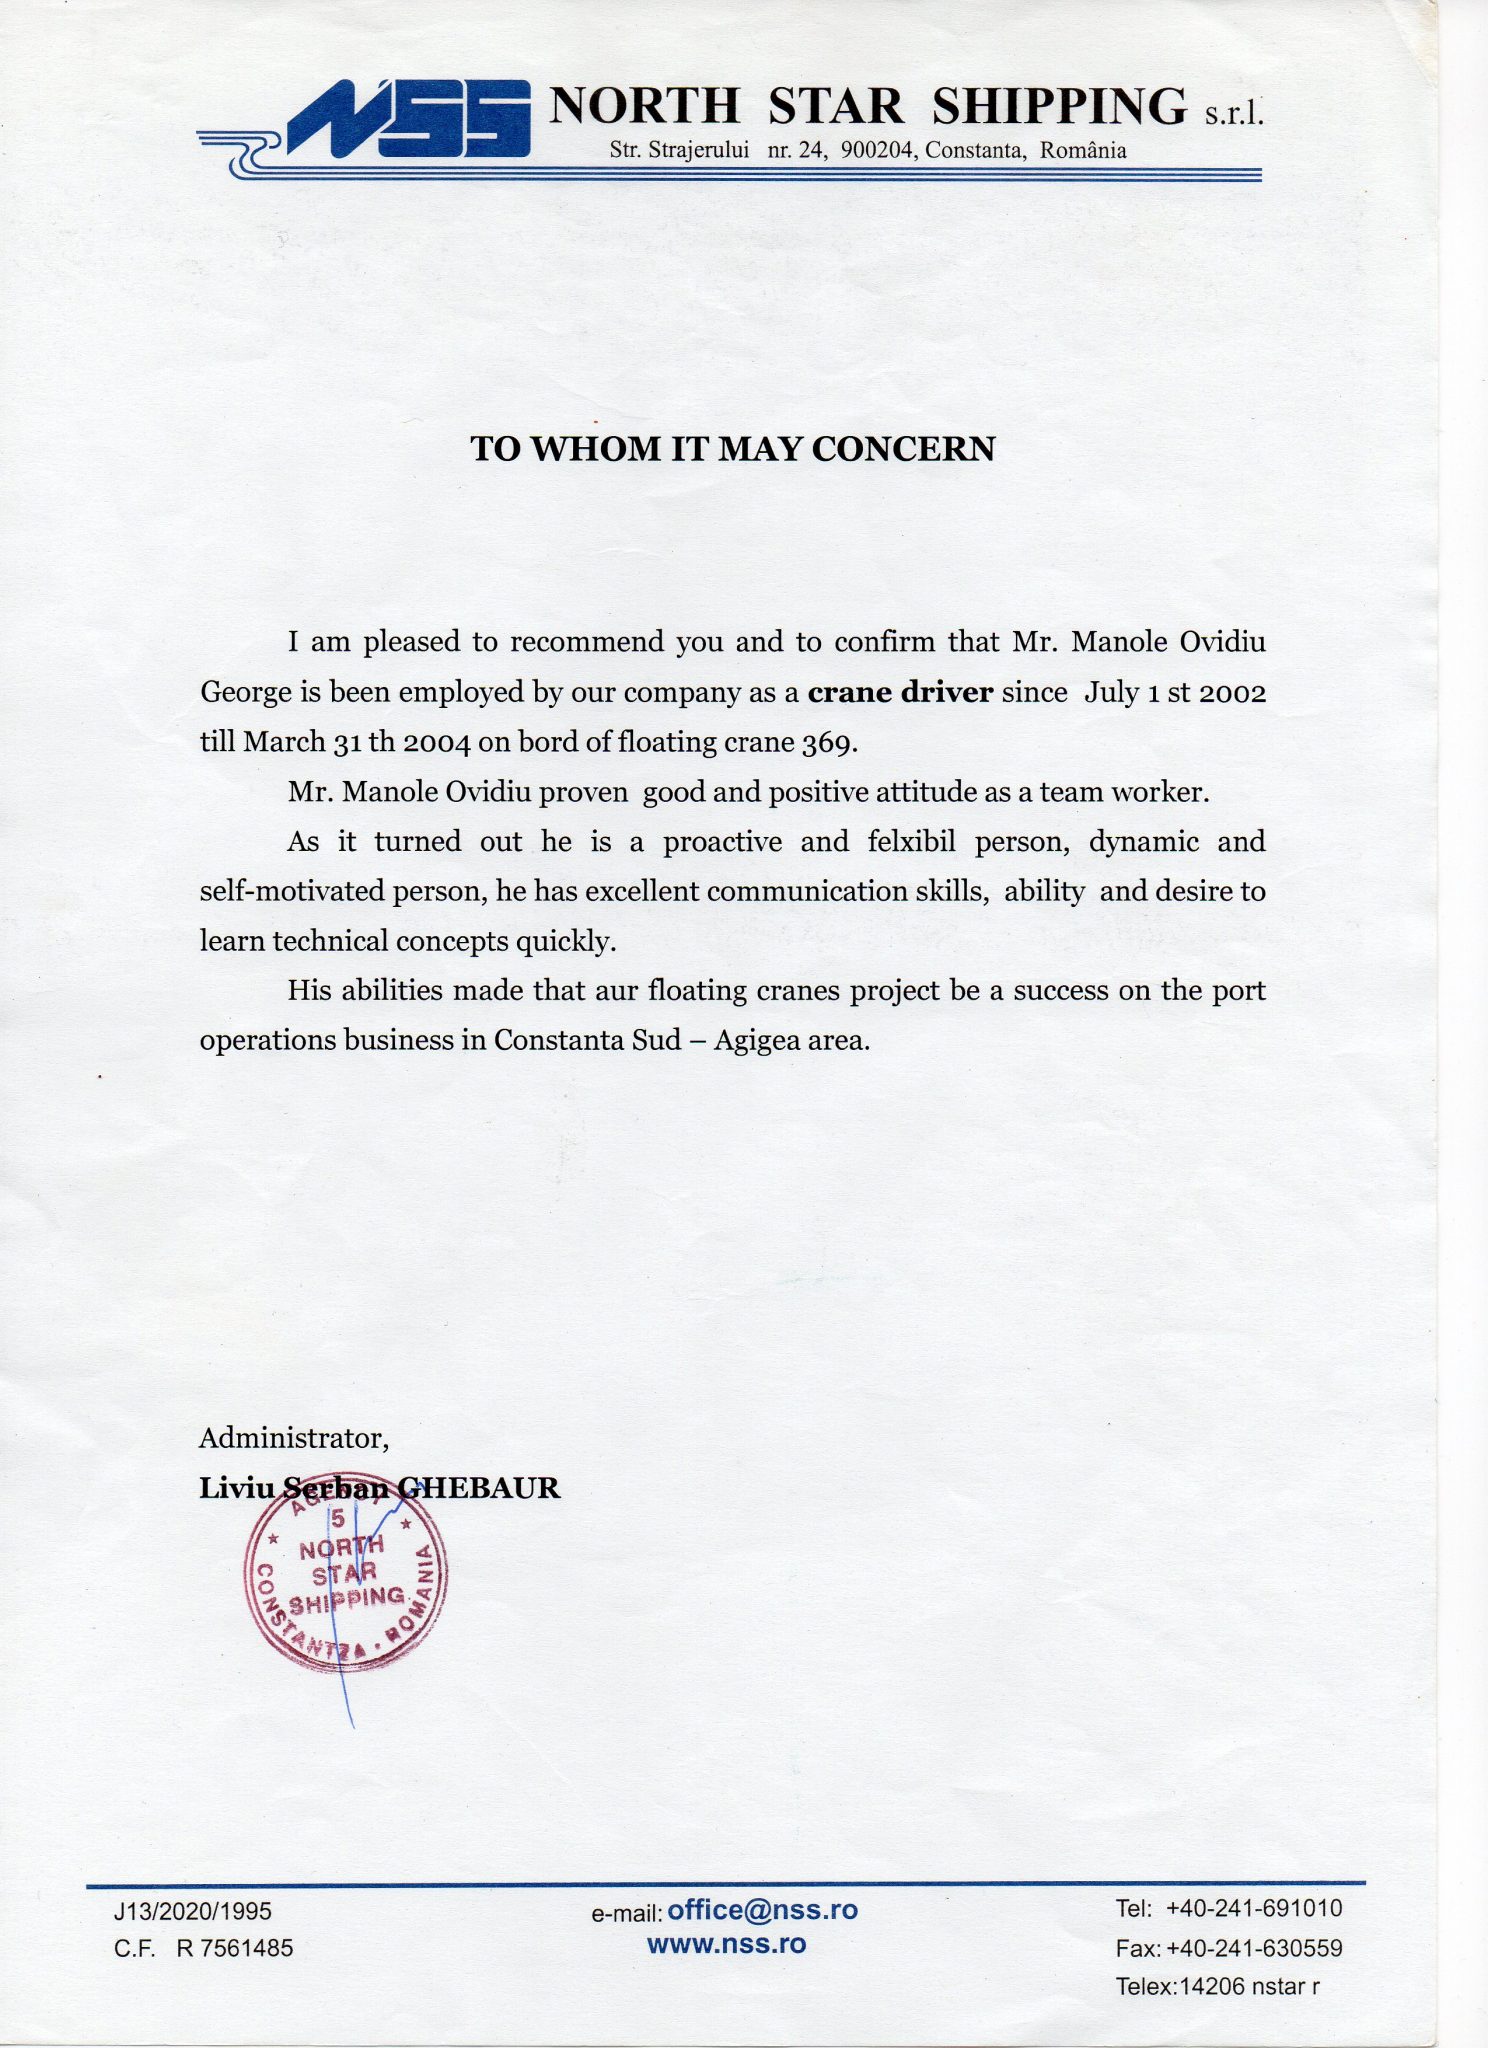 NSS NORTH STAR SHIPPING s.r.l.
Str. Strajerului nr. 24, 900204, Constanta, România
TO WHOM IT MAY CONCERN
I am pleased to recommend you and to confirm that Mr. Manole Ovidiu
George is been employed by our company as a crane driver since July 1 st 2002
till March 31 th 2004 on bord of floating crane 369.
Mr. Manole Ovidiu proven good and positive attitude as a team worker.
As it turned out he is a proactive and felxibil person, dynamic and
self-motivated person, he has excellent communication skills, ability and desire to
learn technical concepts quickly.
His abilities made that aur floating cranes project be a success on the port
operations business in Constanta Sud – Agigea area.
Administrator,
Liviu Serban GHEBAUR
AGENCY
5
NORTH
STAR
SHIPPING
CONSTANTZA · ROMANIA
J13/2020/1995
C.F. R 7561485
e-mail: office@nss.ro
www.nss.ro
Tel: +40-241-691010
Fax: +40-241-630559
Telex:14206 nstar r